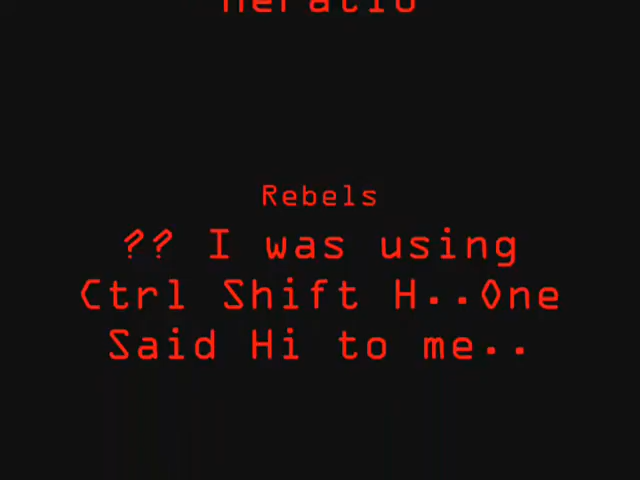 Rebels
?? I was using
Ctrl Shift H..One
Said Hi to me..